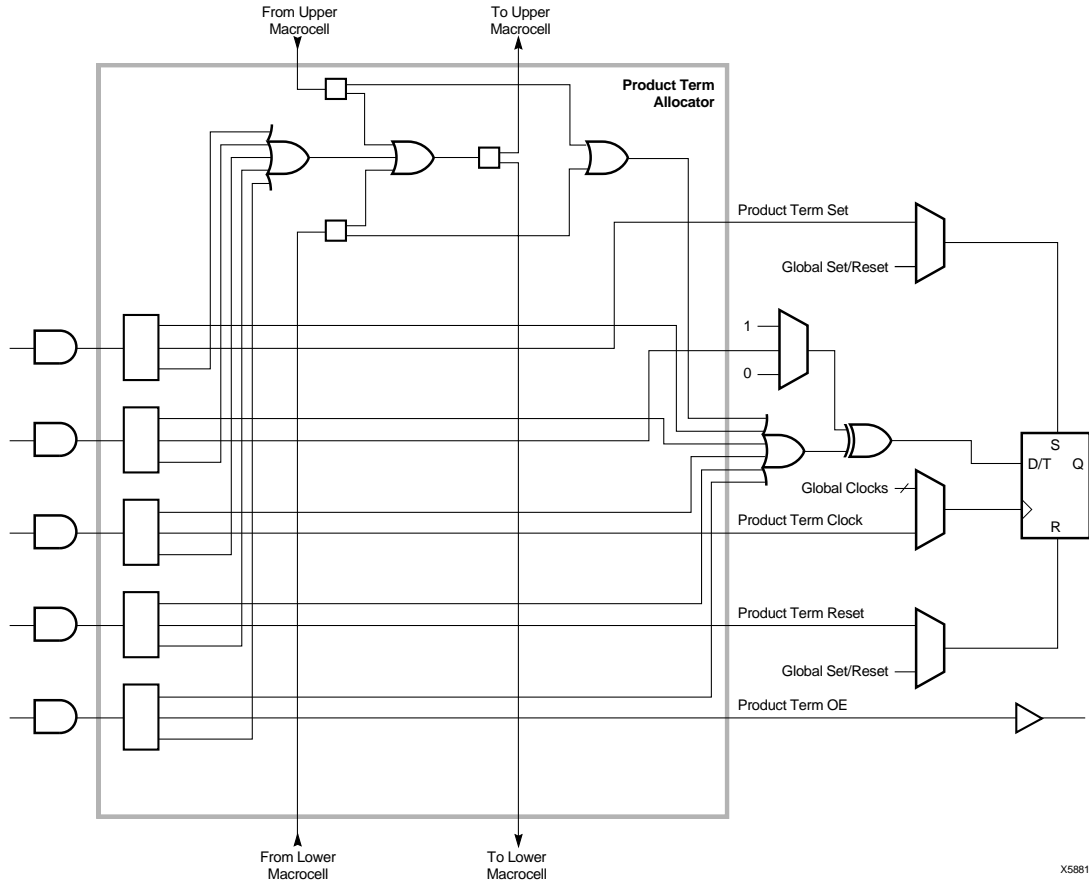 From Upper
Macrocell
To Upper
Macrocell
Product Term
Allocator
Product Term Set
Global Set/Reset
1
0
S
D/T Q
Global Clocks
Product Term Clock
R
Product Term Reset
Global Set/Reset
Product Term OE
From Lower
Macrocell
To Lower
Macrocell
X5881